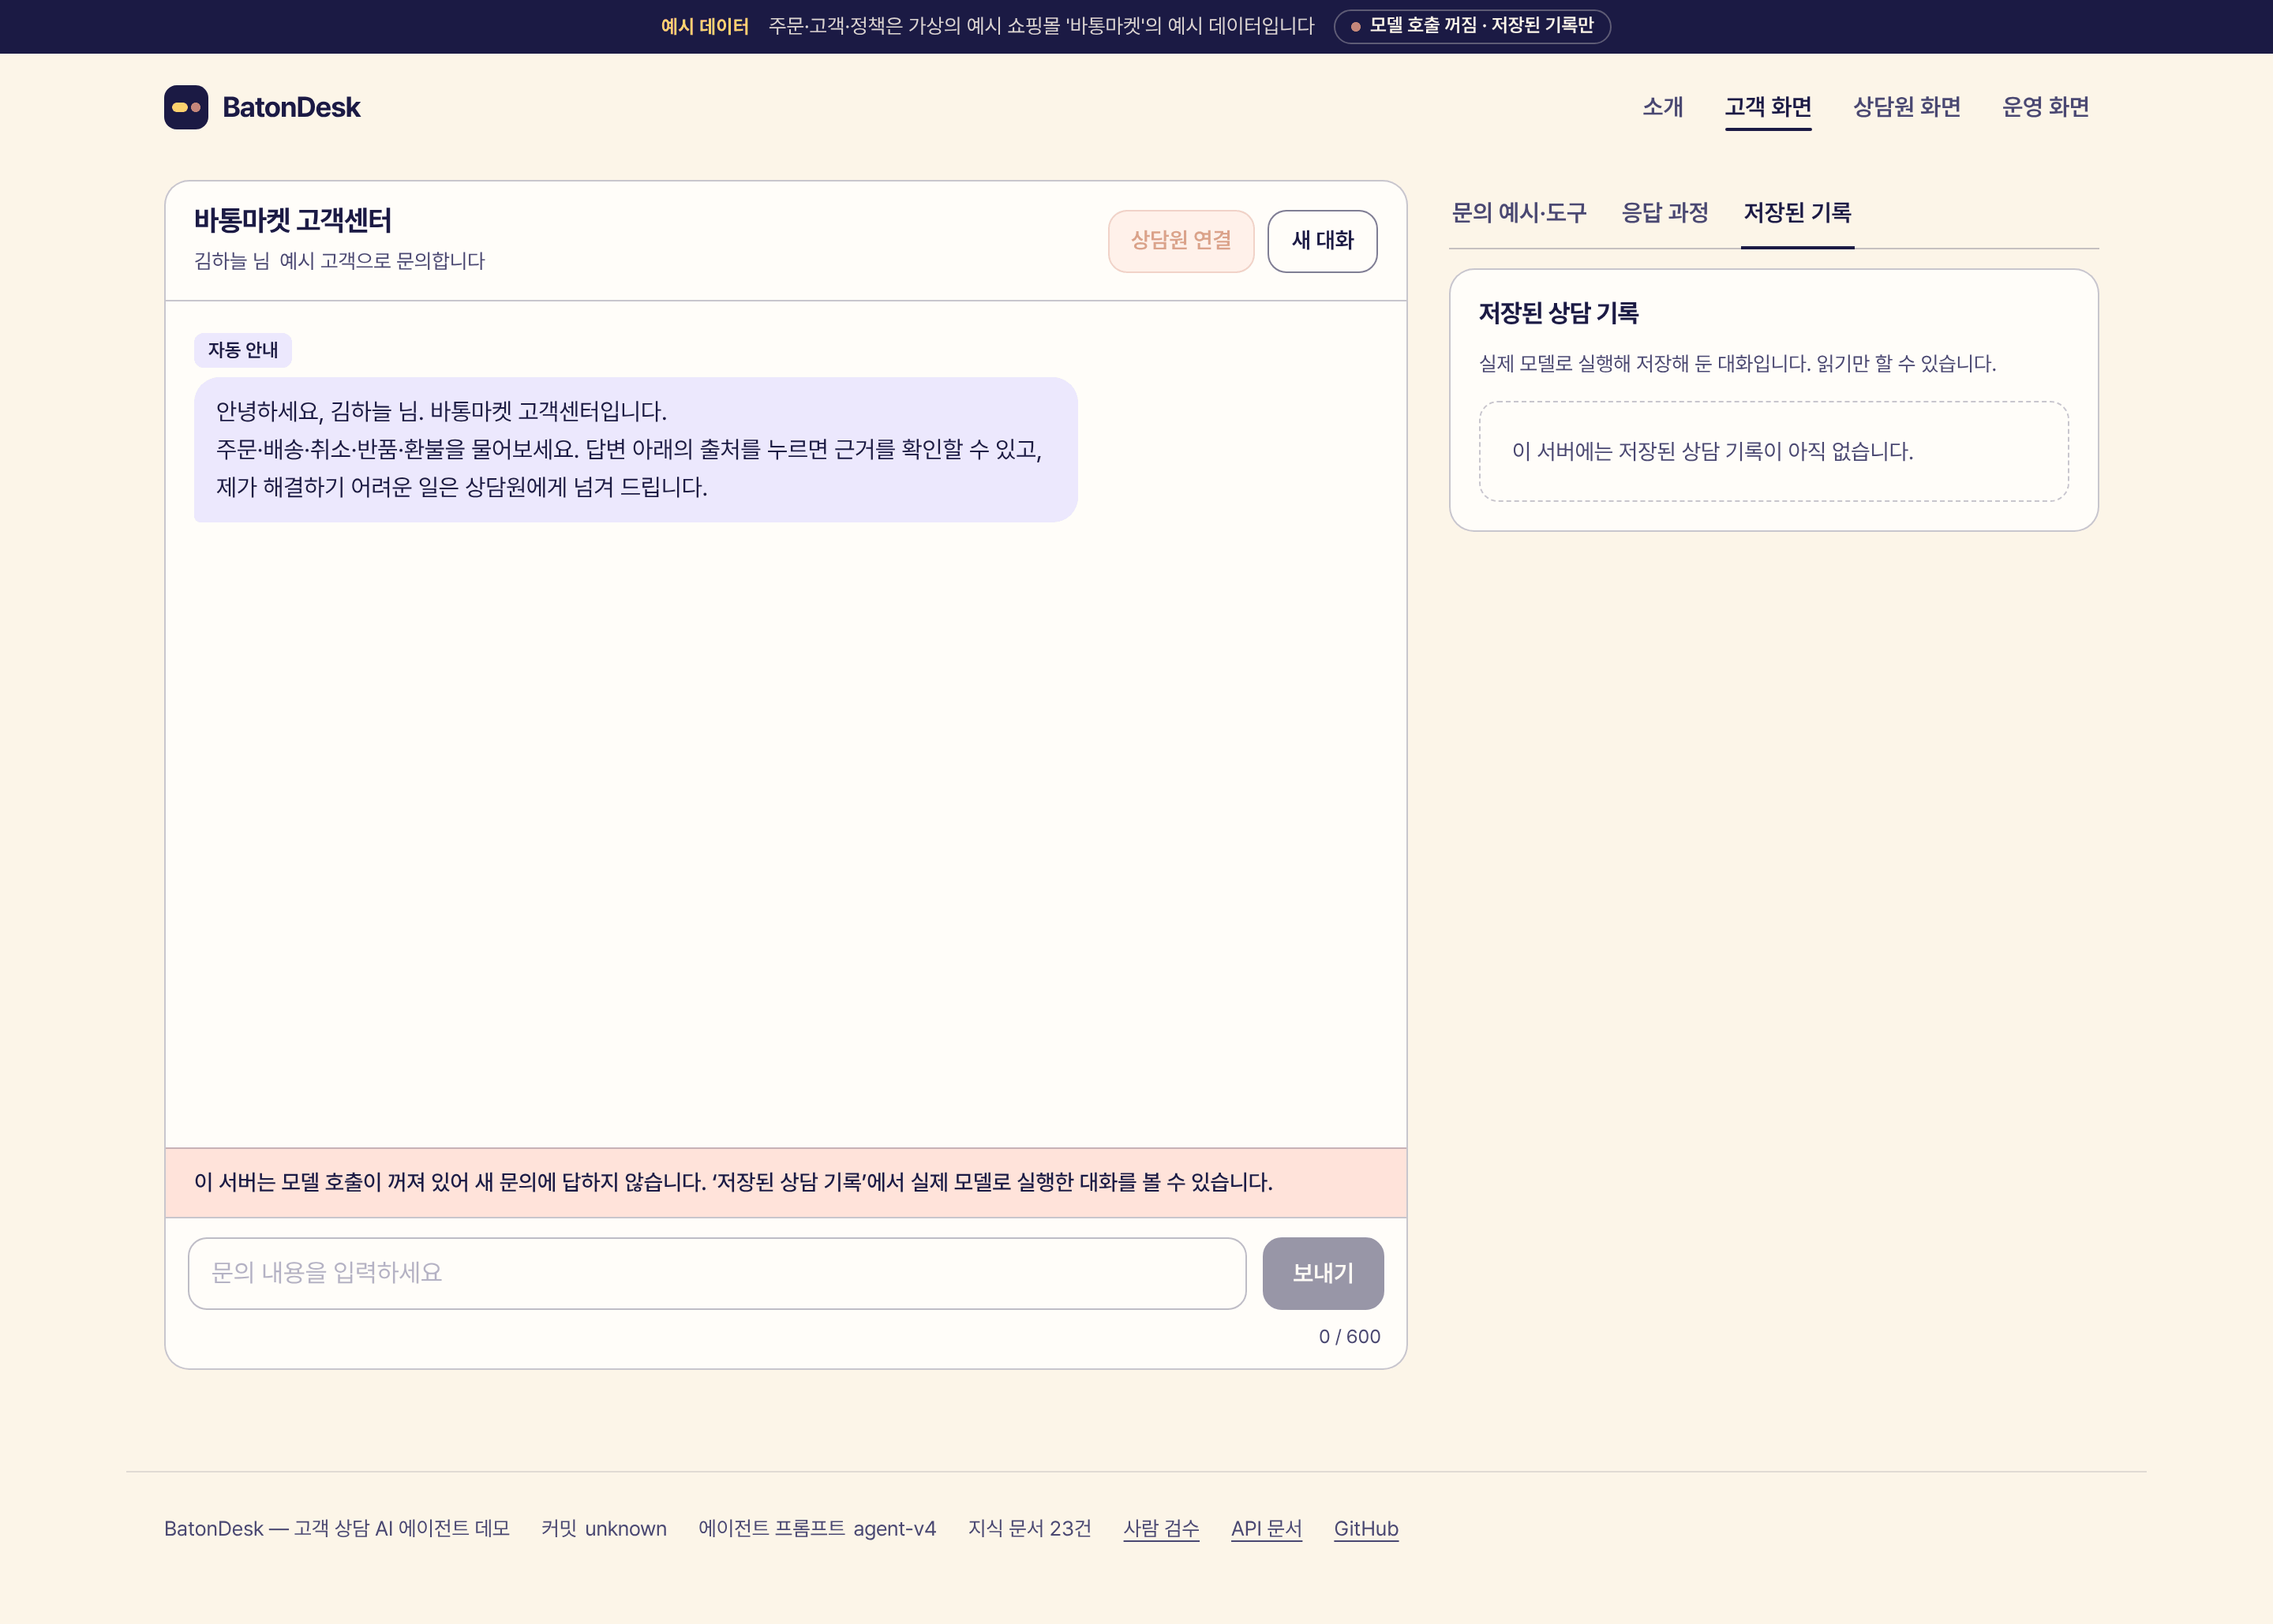 예시 데이터 주문·고객·정책은 가상의 예시 쇼핑몰 '바통마켓'의 예시 데이터입니다 모델 호출 꺼짐 · 저장된 기록만
BatonDesk
소개 고객 화면 상담원 화면 운영 화면
바통마켓 고객센터
김하늘 님 예시 고객으로 문의합니다
상담원 연결 새 대화
자동 안내
안녕하세요, 김하늘 님. 바통마켓 고객센터입니다.
주문·배송·취소·반품·환불을 물어보세요. 답변 아래의 출처를 누르면 근거를 확인할 수 있고,
제가 해결하기 어려운 일은 상담원에게 넘겨 드립니다.
이 서버는 모델 호출이 꺼져 있어 새 문의에 답하지 않습니다. ‘저장된 상담 기록’에서 실제 모델로 실행한 대화를 볼 수 있습니다.
문의 내용을 입력하세요
보내기
0 / 600
문의 예시·도구 응답 과정 저장된 기록
저장된 상담 기록
실제 모델로 실행해 저장해 둔 대화입니다. 읽기만 할 수 있습니다.
이 서버에는 저장된 상담 기록이 아직 없습니다.
BatonDesk — 고객 상담 AI 에이전트 데모 커밋 unknown 에이전트 프롬프트 agent-v4 지식 문서 23건 사람 검수 API 문서 GitHub